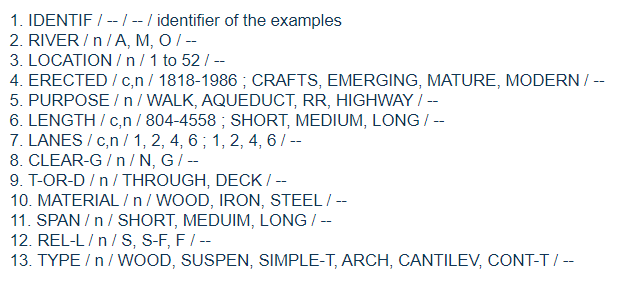 1. IDENTIF / -- / -- / identifier of the examples
2. RIVER / n / A, M, O / --
3. LOCATION / n / 1 to 52 / --
4. ERECTED / c,n / 1818-1986 ; CRAFTS, EMERGING, MATURE, MODERN / --
5. PURPOSE / n / WALK, AQUEDUCT, RR, HIGHWAY / --
6. LENGTH / c,n / 804-4558 ; SHORT, MEDIUM, LONG / --
7. LANES / c,n / 1, 2, 4, 6 ; 1, 2, 4, 6 / --
8. CLEAR-G / n / N, G / --
9. T-OR-D / n / THROUGH, DECK / --
10. MATERIAL / n / WOOD, IRON, STEEL / --
11. SPAN / n / SHORT, MEDUIM, LONG / --
12. REL-L / n / S, S-F, F / --
13. TYPE / n / WOOD, SUSPEN, SIMPLE-T, ARCH, CANTILEV, CONT-T / --